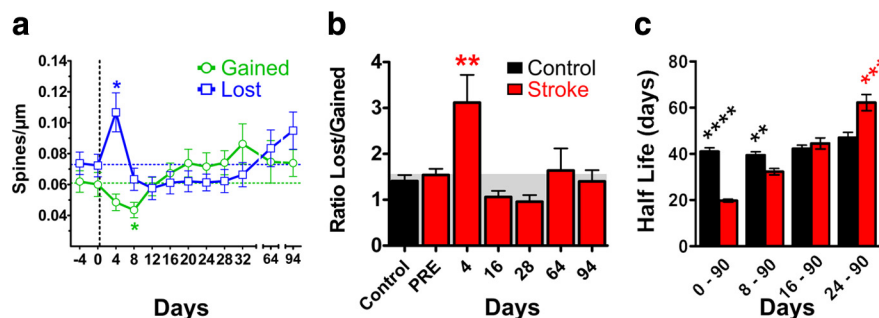 a
Spines/µm
0.14
0.12
0.10
0.08
0.06
0.04
Gained
Lost
*
*
-4 0 4 8 12 16 20 24 28 32 64 94
Days
b
Ratio Lost/Gained
4
3
2
1
0
**
Control
Stroke
Control PRE 4 16 28 64 94
Days
c
Half Life (days)
80
60
40
20
0
****
**
***
0 - 90 8 - 90 16 - 90 24 - 90
Days